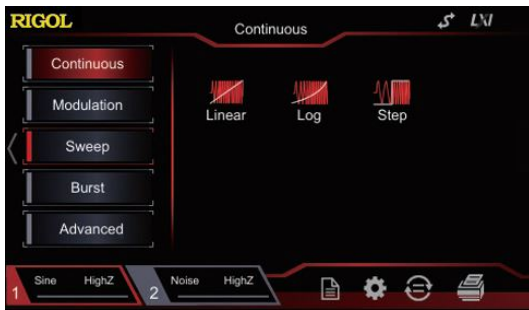 RIGOL
Continuous
LXI
Continuous
Modulation
Sweep
Burst
Advanced
Linear Log Step
1 Sine HighZ
2 Noise HighZ